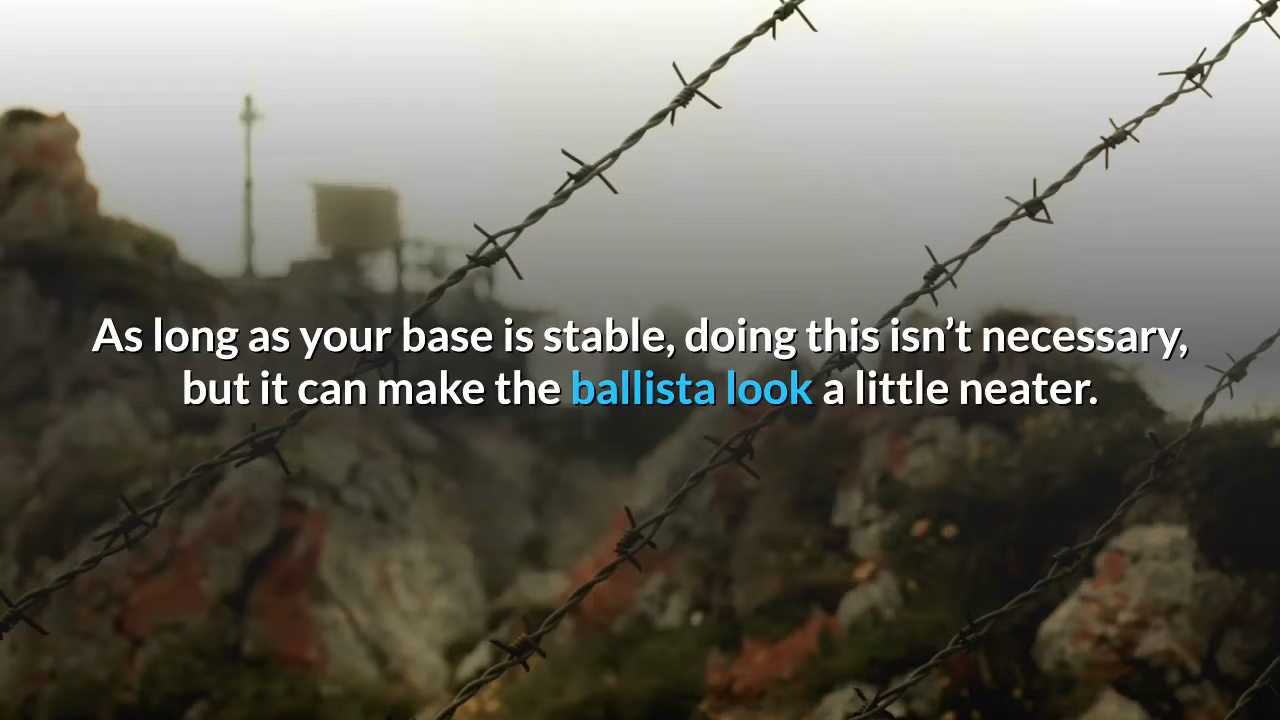 As long as your base is stable, doing this isn’t necessary,
but it can make the ballista look a little neater.